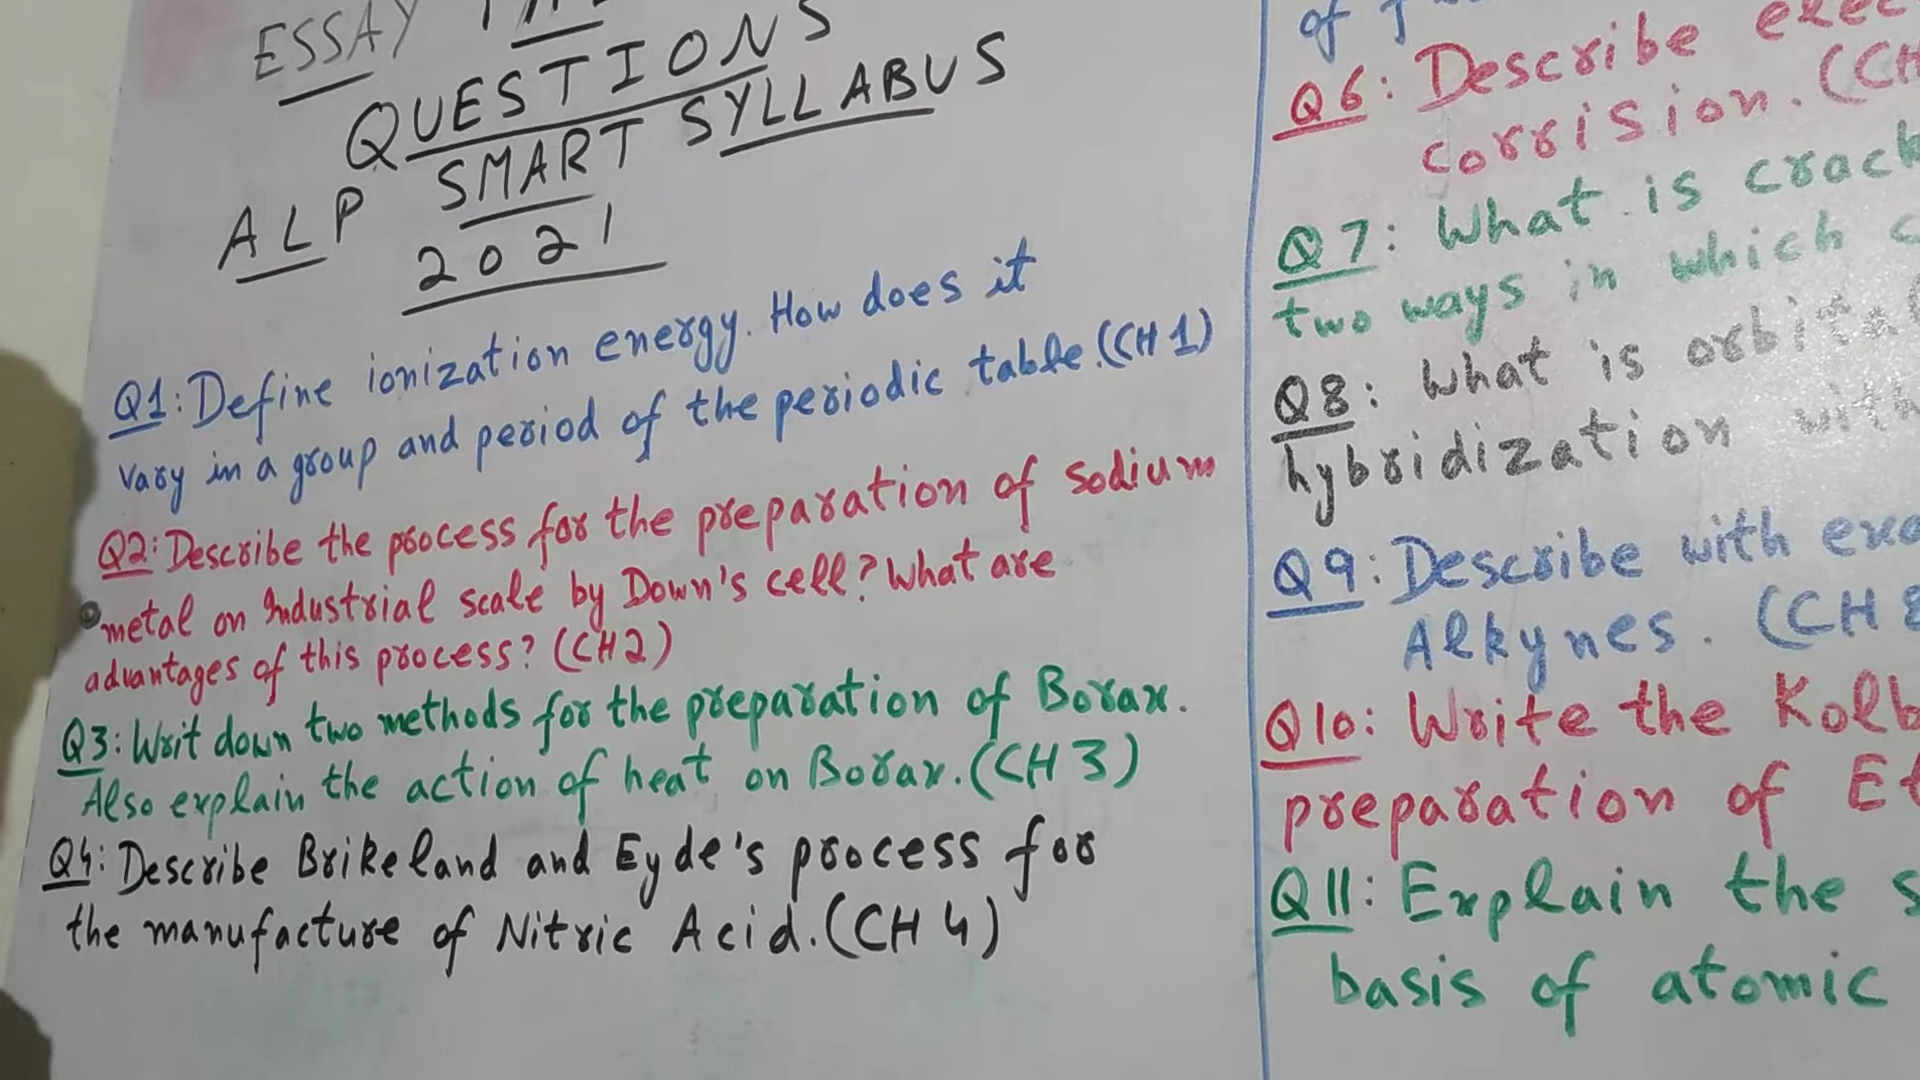 ESSAY
QUESTIONS
ALP SMART SYLLABUS
2021
Q1: Define ionization energy. How does it
vary in a group and period of the periodic table.(CH 1)
Q2: Describe the process for the preparation of sodium
metal on Industrial scale by Down's cell? What are
advantages of this process? (CH2)
Q3: Writ down two methods for the preparation of Borax.
Also explain the action of heat on Borax.(CH 3)
Q4: Describe Brikeland and Eyde's process for
the manufacture of Nitric Acid.(CH 4)
of
Q6: Describe
corrision. (CH
Q7: What is
two ways in which
Q8: What is
hybridization with
Q9: Describe with
Alkynes. (CH 8
Q10: Write the
preparation of
Q11: Explain the
basis of atomic